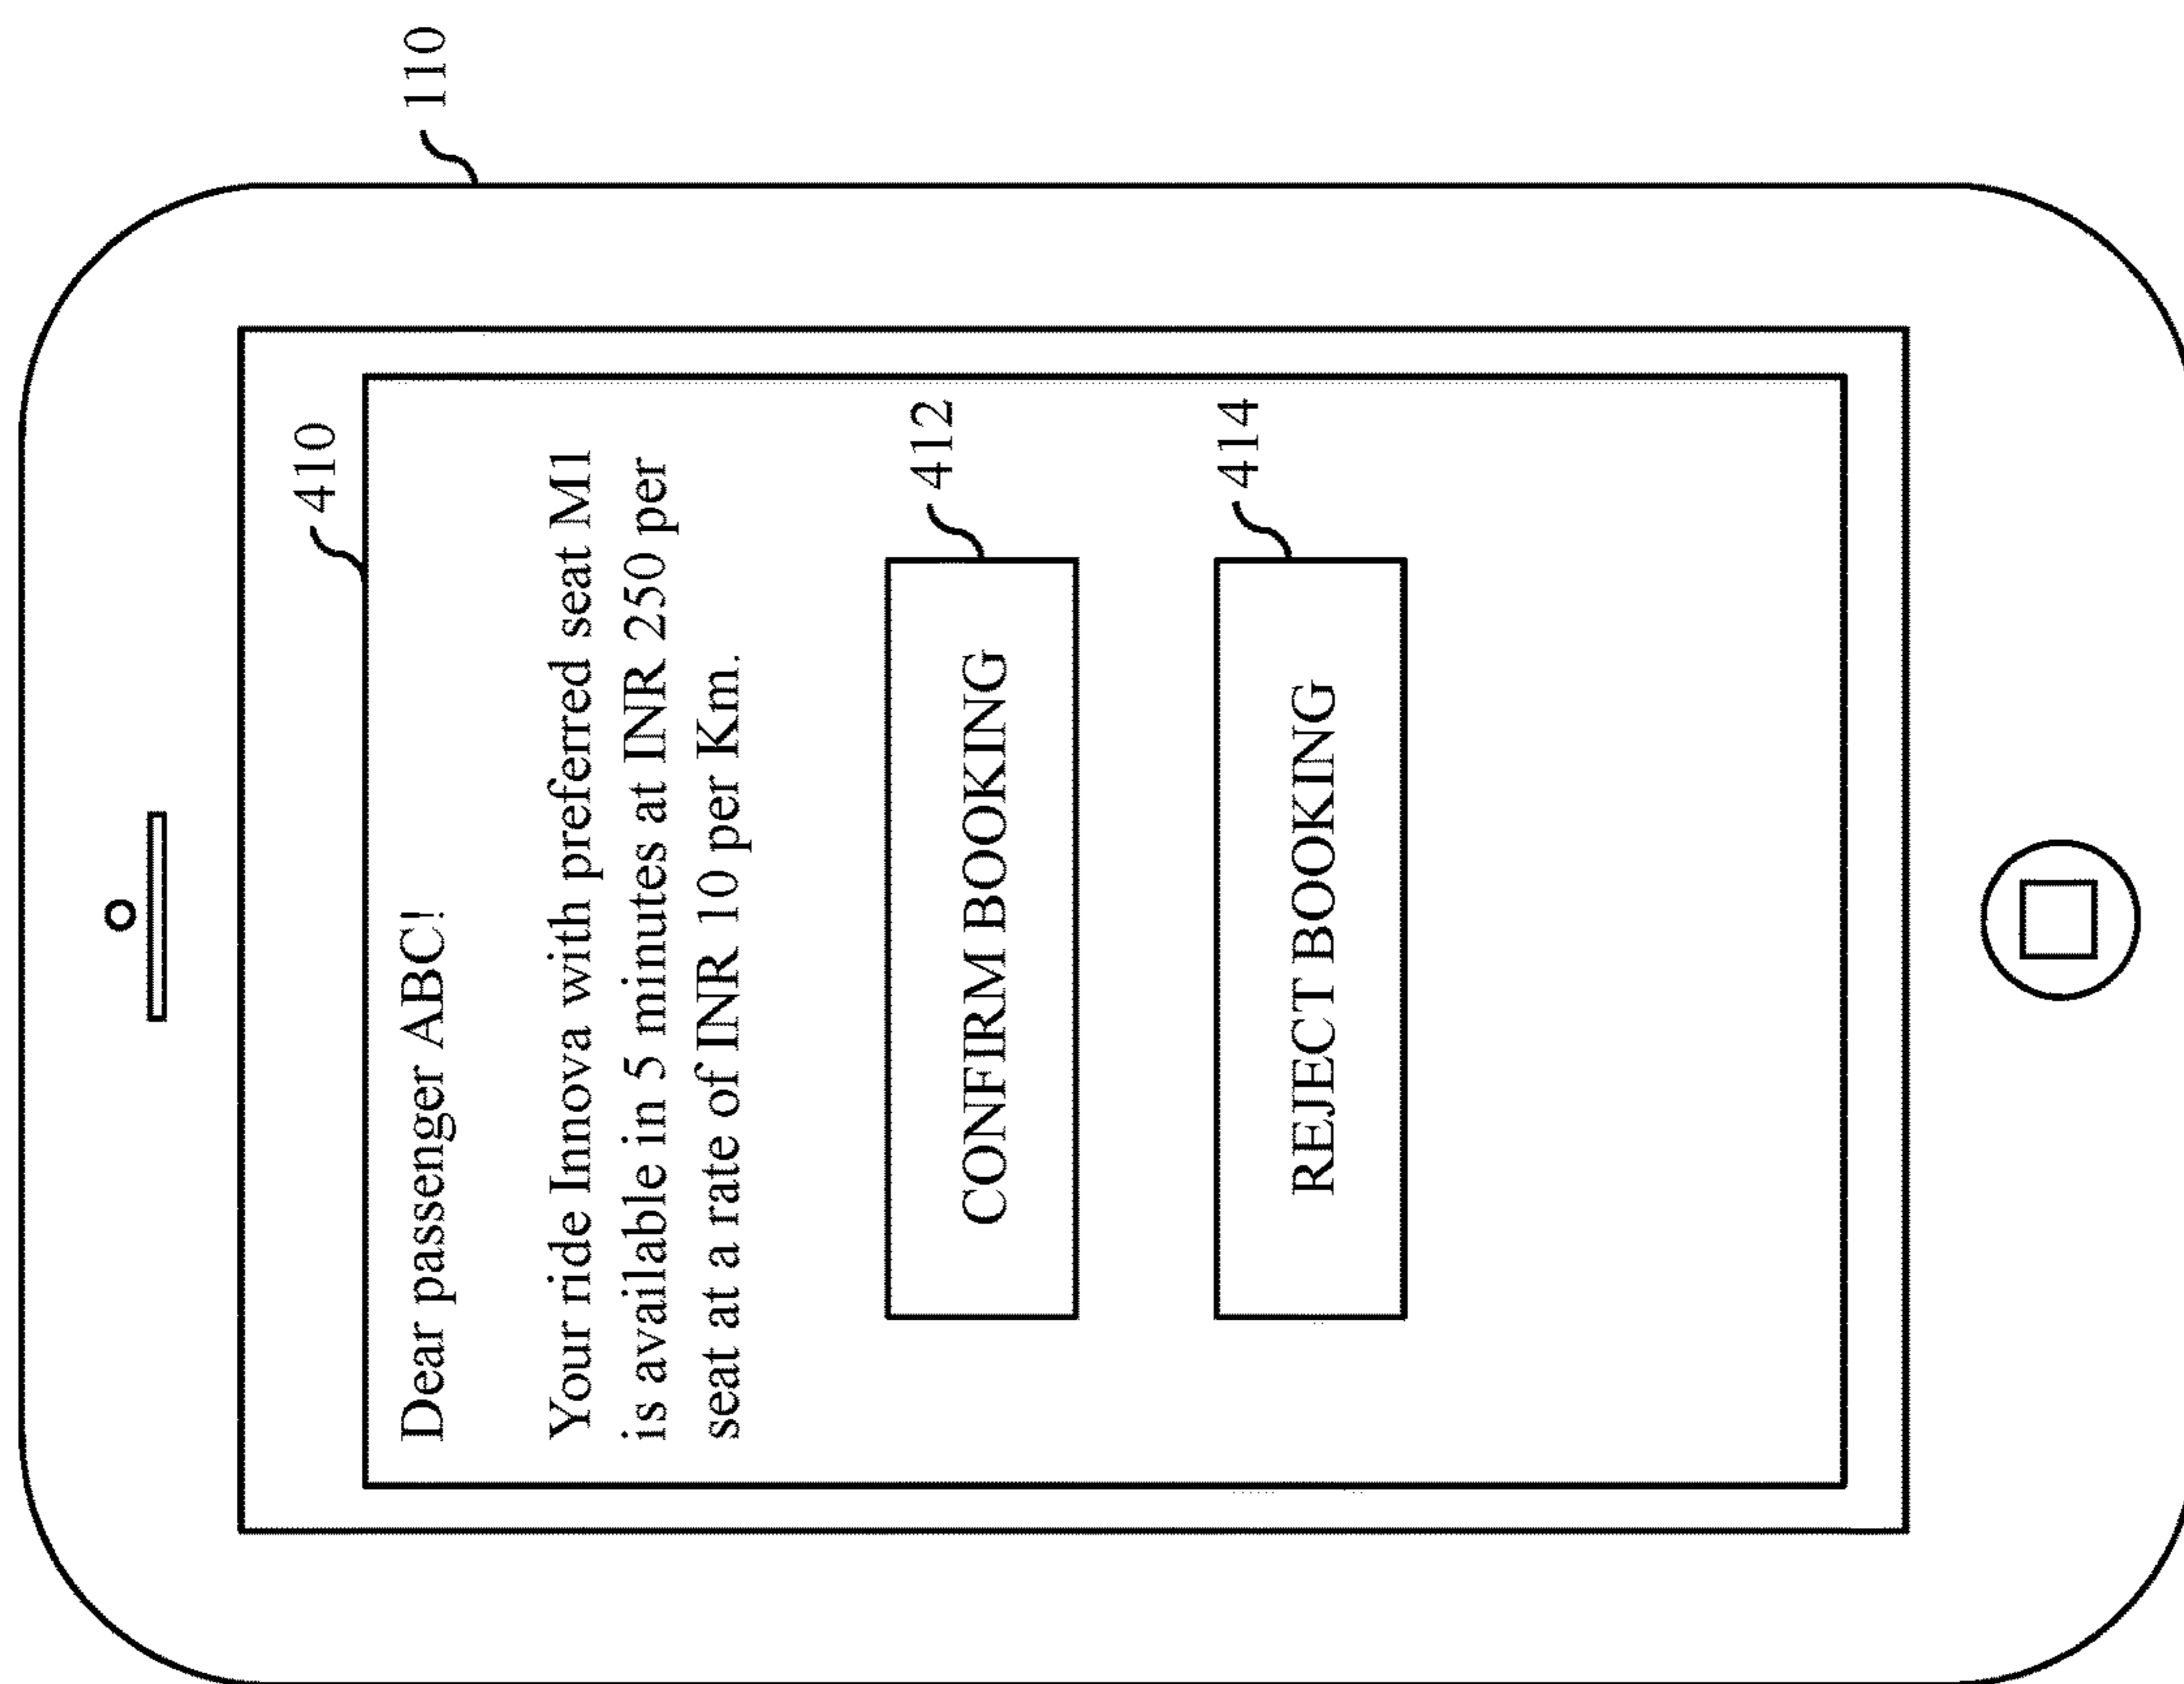 110
410
Dear passenger ABC!
Your ride Innova with preferred seat M1
is available in 5 minutes at INR 250 per
seat at a rate of INR 10 per Km.
412
CONFIRM BOOKING
414
REJECT BOOKING